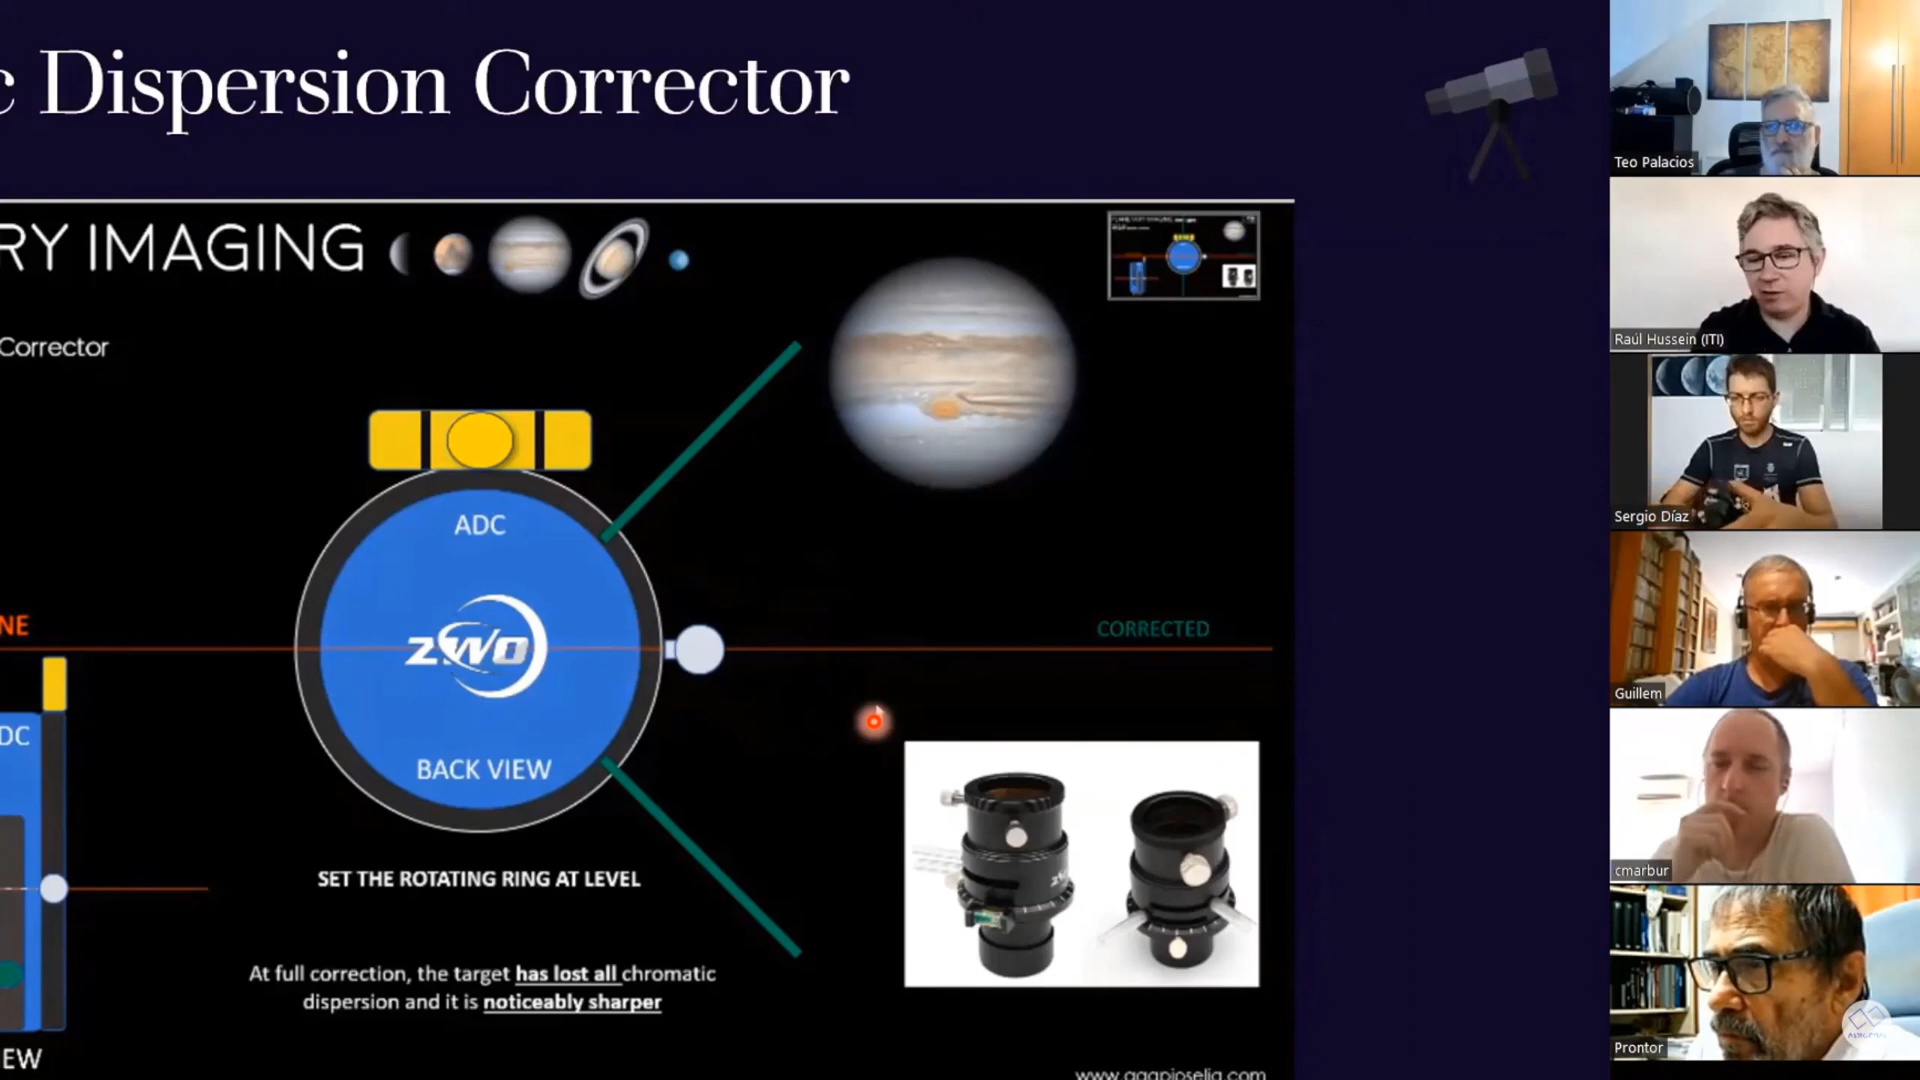 c Dispersion Corrector
RY IMAGING
Corrector
ADC
NE
CORRECTED
ZWO
DC
BACK VIEW
SET THE ROTATING RING AT LEVEL
At full correction, the target has lost all chromatic
dispersion and it is noticeably sharper
EW
www.agapioselia.com
Teo Palacios
Raúl Hussein (ITI)
Sergio Díaz
Guillem
cmarbur
Prontor